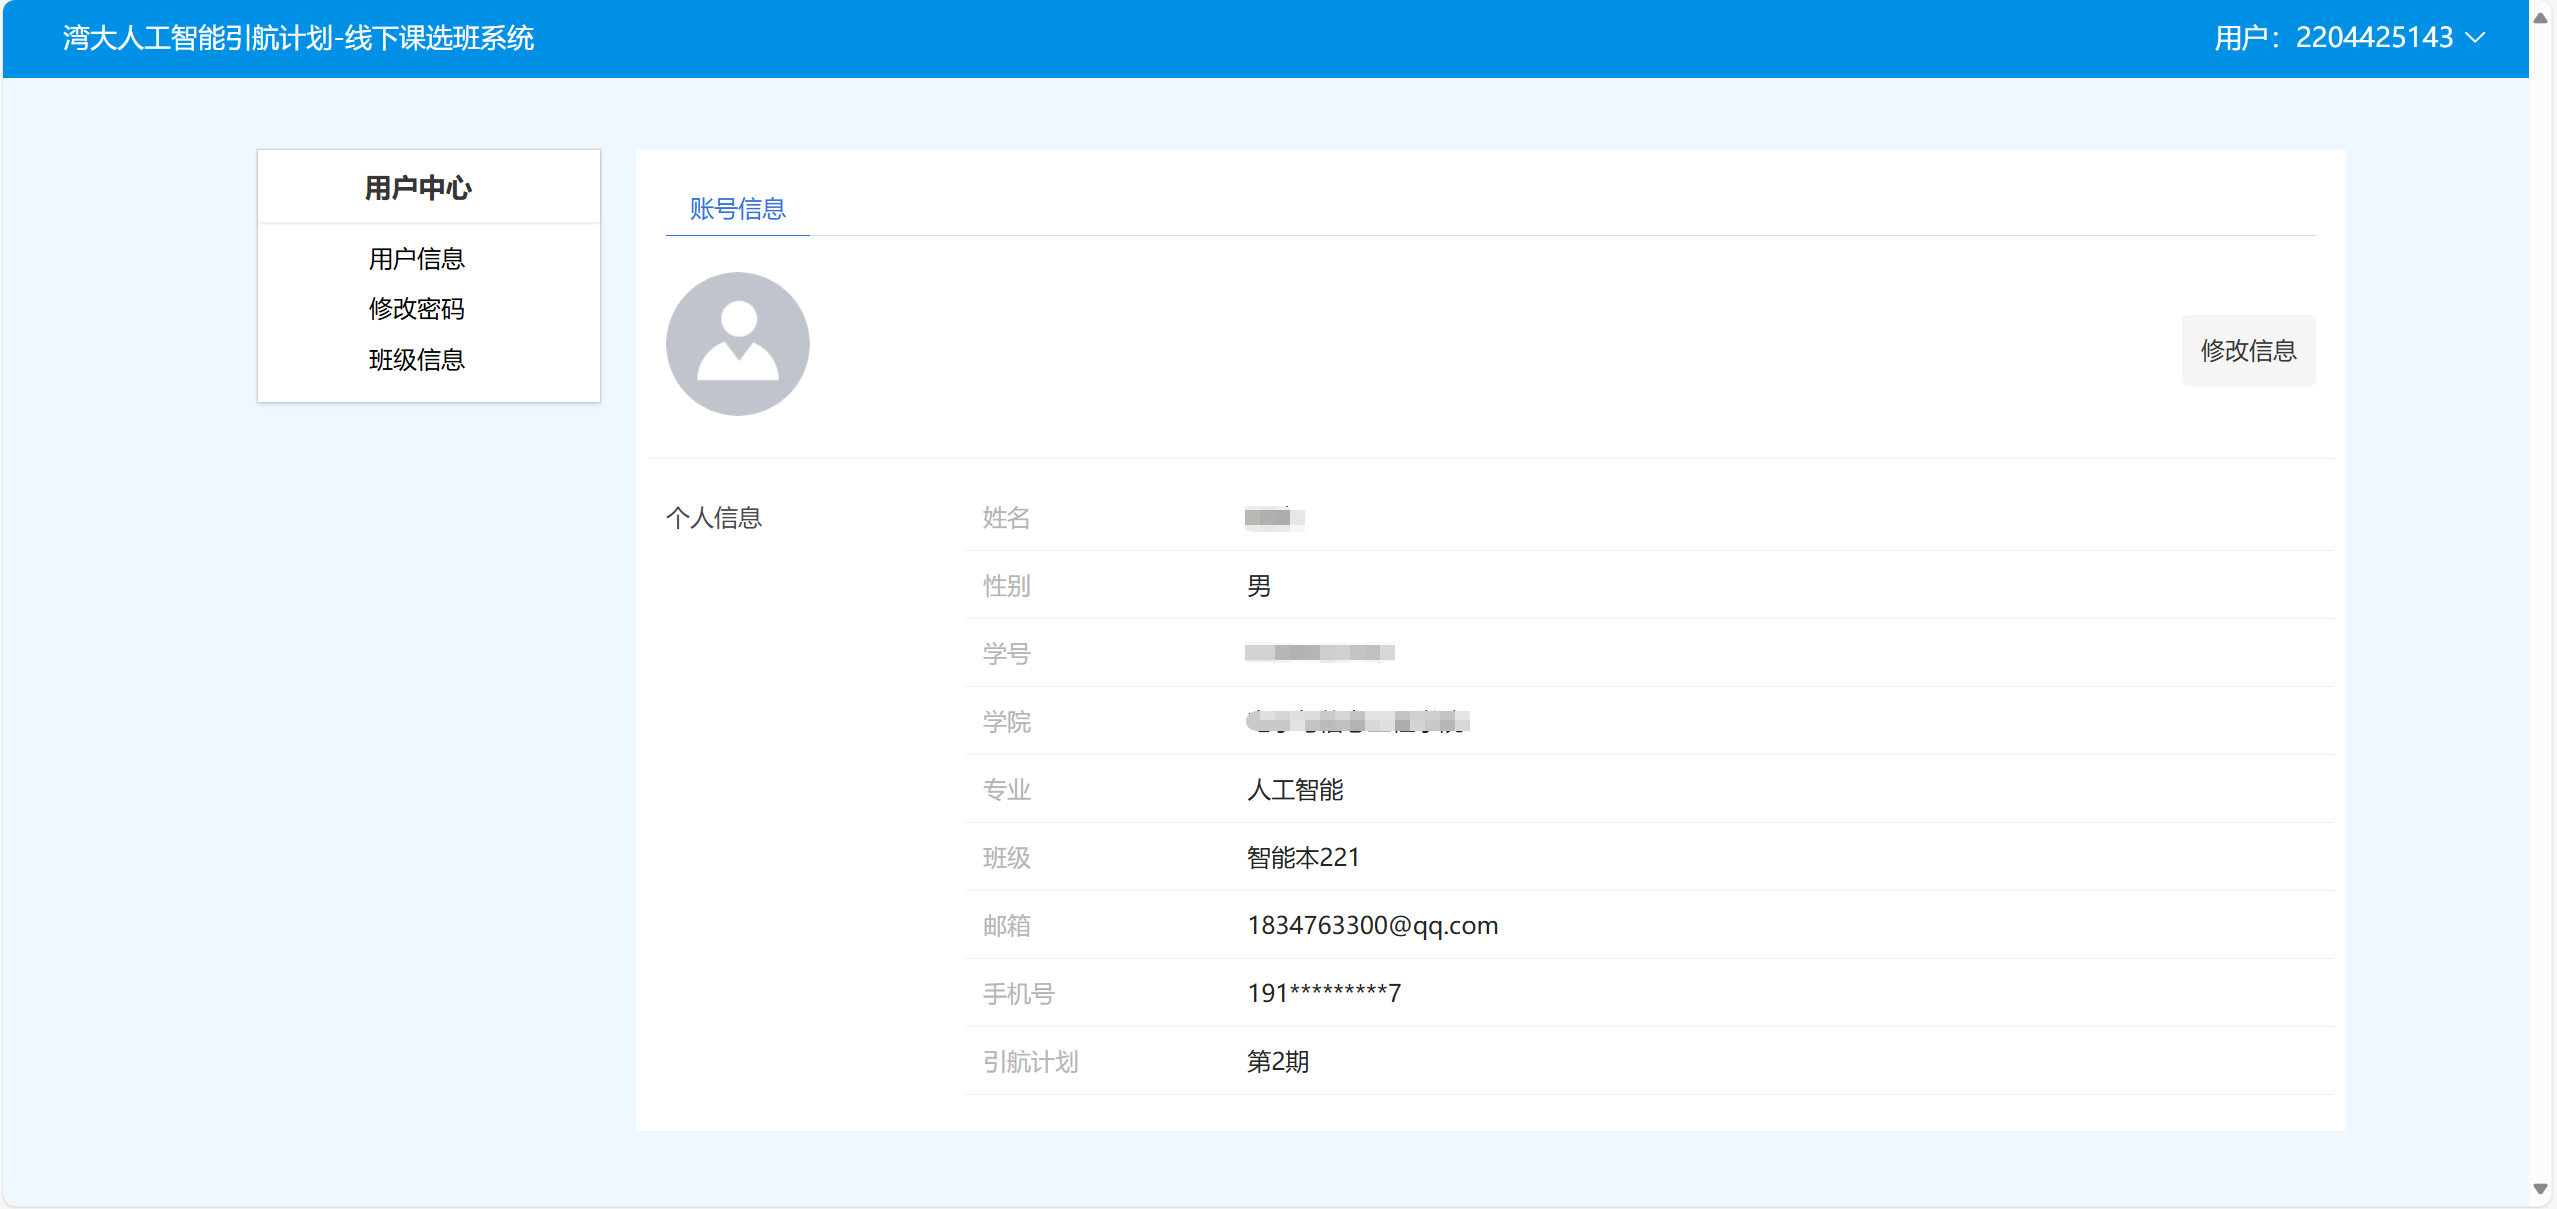 湾大人工智能引航计划-线下课选班系统
用户：2204425143
用户中心
用户信息
修改密码
班级信息
账号信息
修改信息
个人信息
姓名
性别 男
学号
学院
专业 人工智能
班级 智能本221
邮箱 1834763300@qq.com
手机号 191*********7
引航计划 第2期